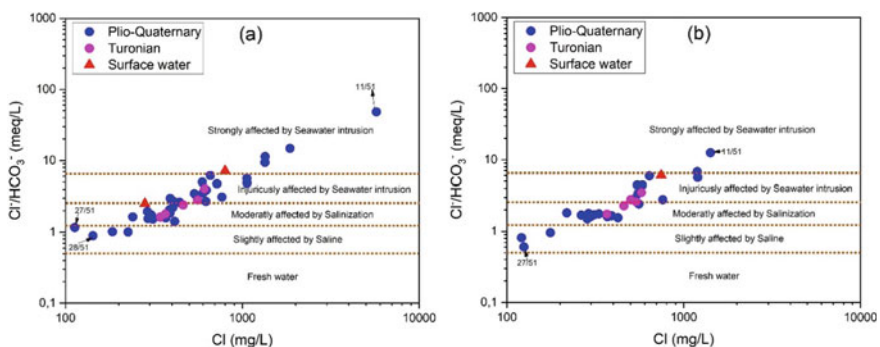 (a)
Plio-Quaternary
Turonian
Surface water
1000
100
10
1
0,1
Cl⁻/HCO₃⁻ (meq/L)
11/51
Strongly affected by Seawater intrusion
Injuriously affected by Seawater intrusion
Moderately affected by Salinization
Slightly affected by Saline
Fresh water
27/51
28/51
100
1000
10000
Cl (mg/L)
(b)
Plio-Quaternary
Turonian
Surface water
1000
100
10
1
0,1
Cl⁻/HCO₃⁻ (meq/L)
Strongly affected by Seawater intrusion
11/51
Injuriously affected by Seawater intrusion
Moderately affected by Salinization
Slightly affected by Saline
27/51
Fresh water
100
1000
10000
Cl (mg/L)